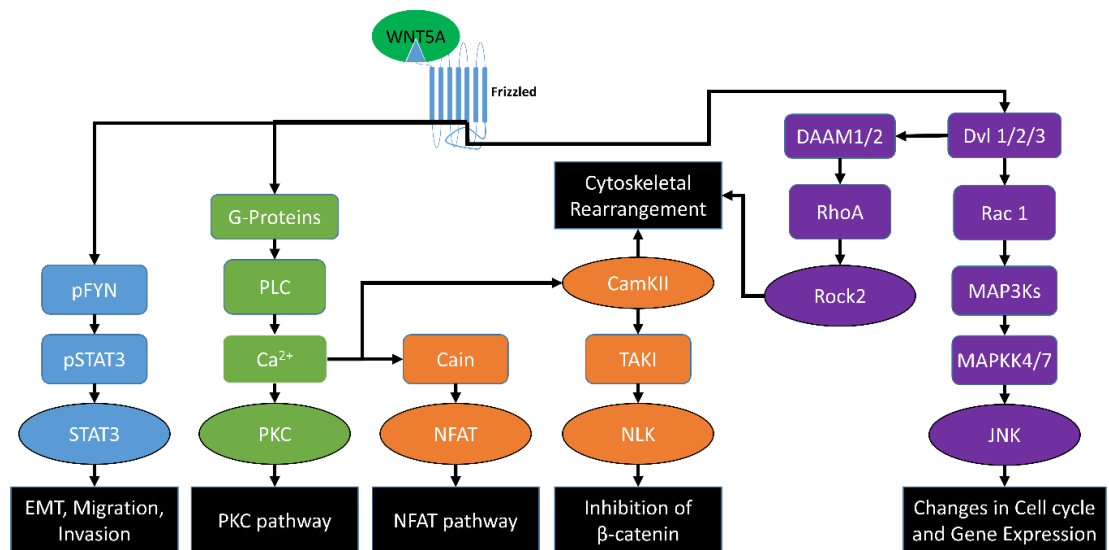 WNT5A
Frizzled
DAAM1/2
Dvl 1/2/3
Cytoskeletal
Rearrangement
G-Proteins
RhoA
Rac 1
pFYN
PLC
CamKII
Rock2
MAP3Ks
pSTAT3
Ca²⁺
Cain
TAKI
MAPKK4/7
STAT3
PKC
NFAT
NLK
JNK
EMT, Migration,
Invasion
PKC pathway
NFAT pathway
Inhibition of
β-catenin
Changes in Cell cycle
and Gene Expression